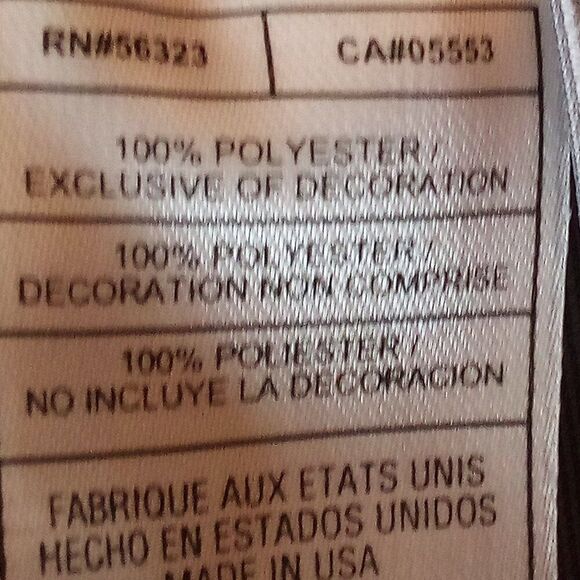 RN#56323 CA#05553
100% POLYESTER /
EXCLUSIVE OF DECORATION
100% POLYESTER /
DECORATION NON COMPRISE
100% POLIESTER /
NO INCLUYE LA DECORACION
FABRIQUE AUX ETATS UNIS
HECHO EN ESTADOS UNIDOS
MADE IN USA